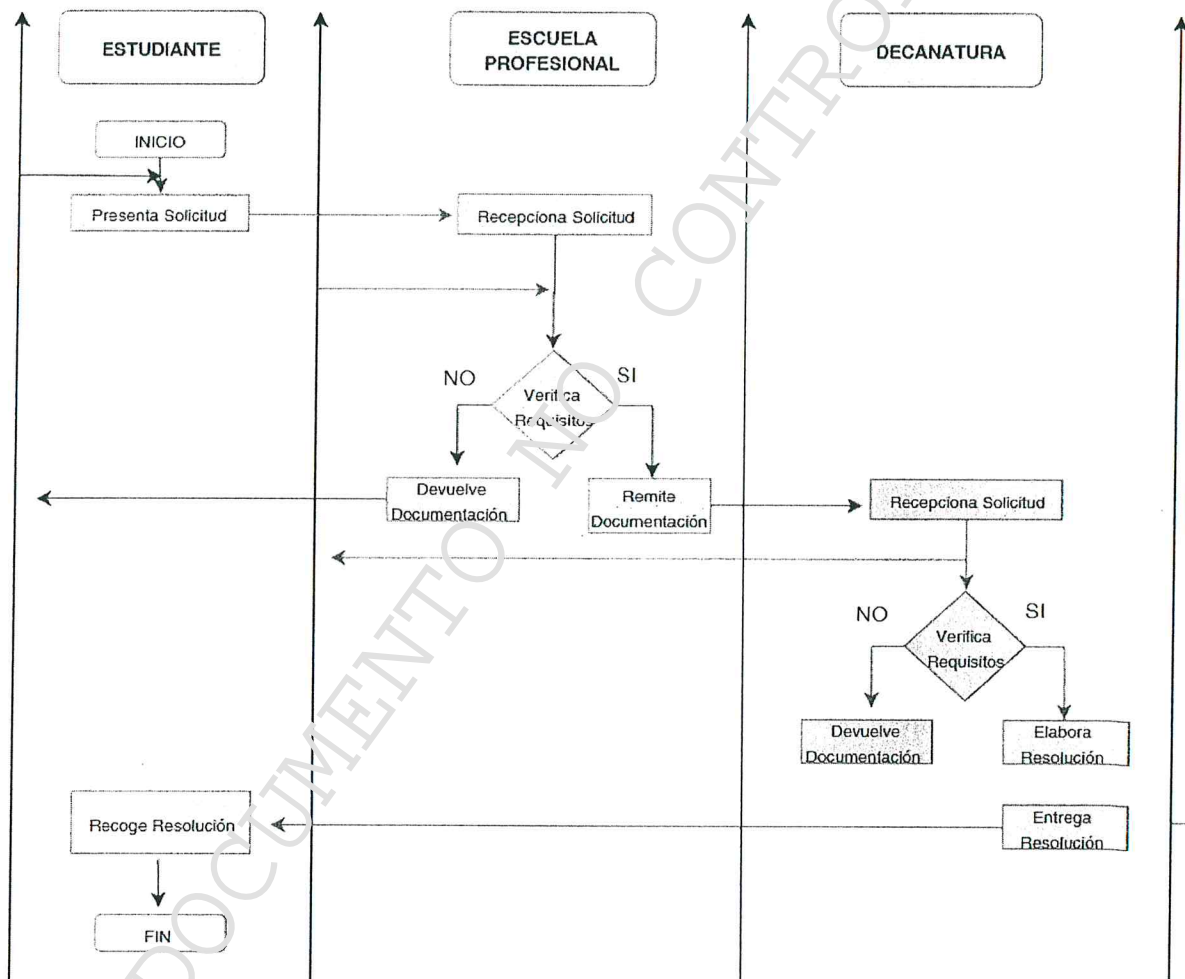 ESTUDIANTE
ESCUELA
PROFESIONAL
DECANATURA
INICIO
Presenta Solicitud
Recepciona Solicitud
NO
SI
Verifica
Requisitos
Devuelve
Documentación
Remite
Documentación
Recepciona Solicitud
NO
SI
Verifica
Requisitos
Devuelve
Documentación
Elabora
Resolución
Recoge Resolución
Entrega
Resolución
FIN
DOCUMENTO NO CONTRO